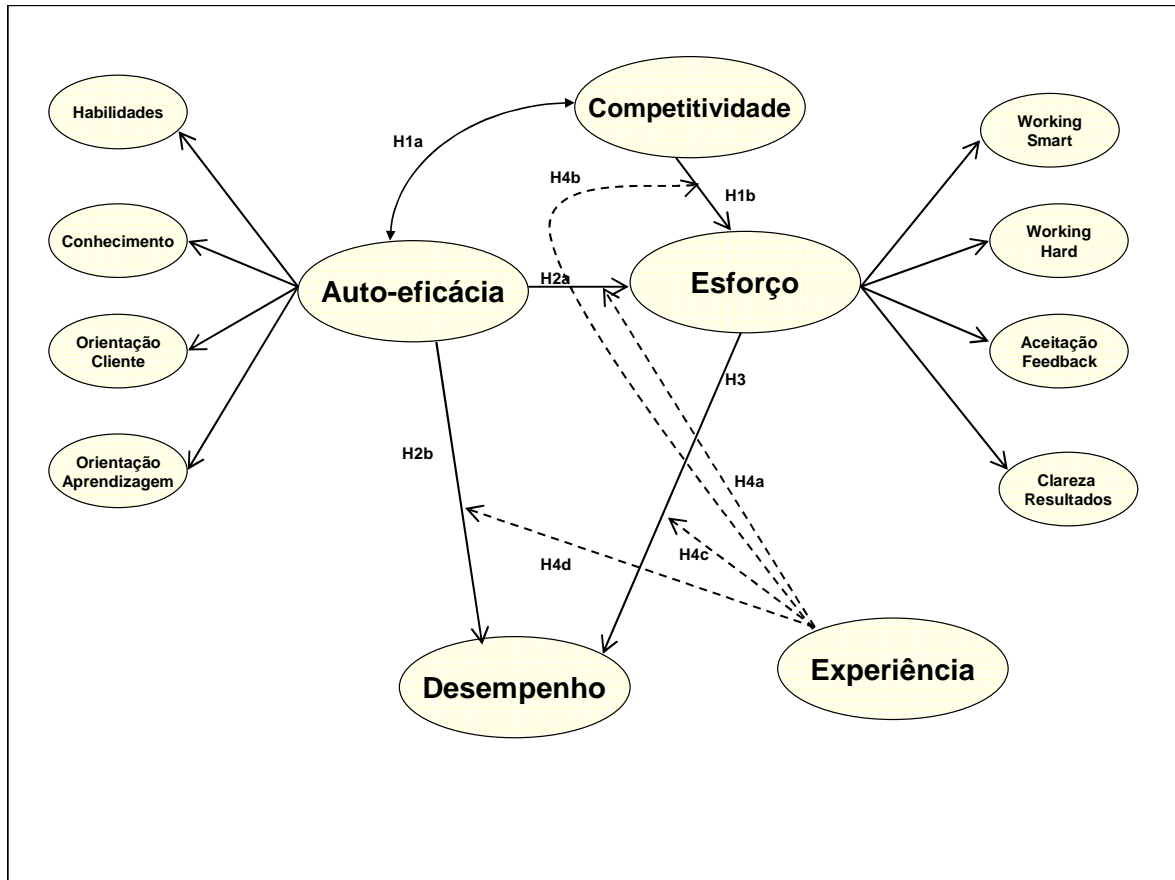 Habilidades
Competitividade
Working
Smart
H1a
H4b
H1b
Conhecimento
Working
Hard
Auto-eficácia
H2a
Esforço
Orientação
Cliente
Aceitação
Feedback
H3
H2b
Orientação
Aprendizagem
H4a
Clareza
Resultados
H4c
H4d
Experiência
Desempenho